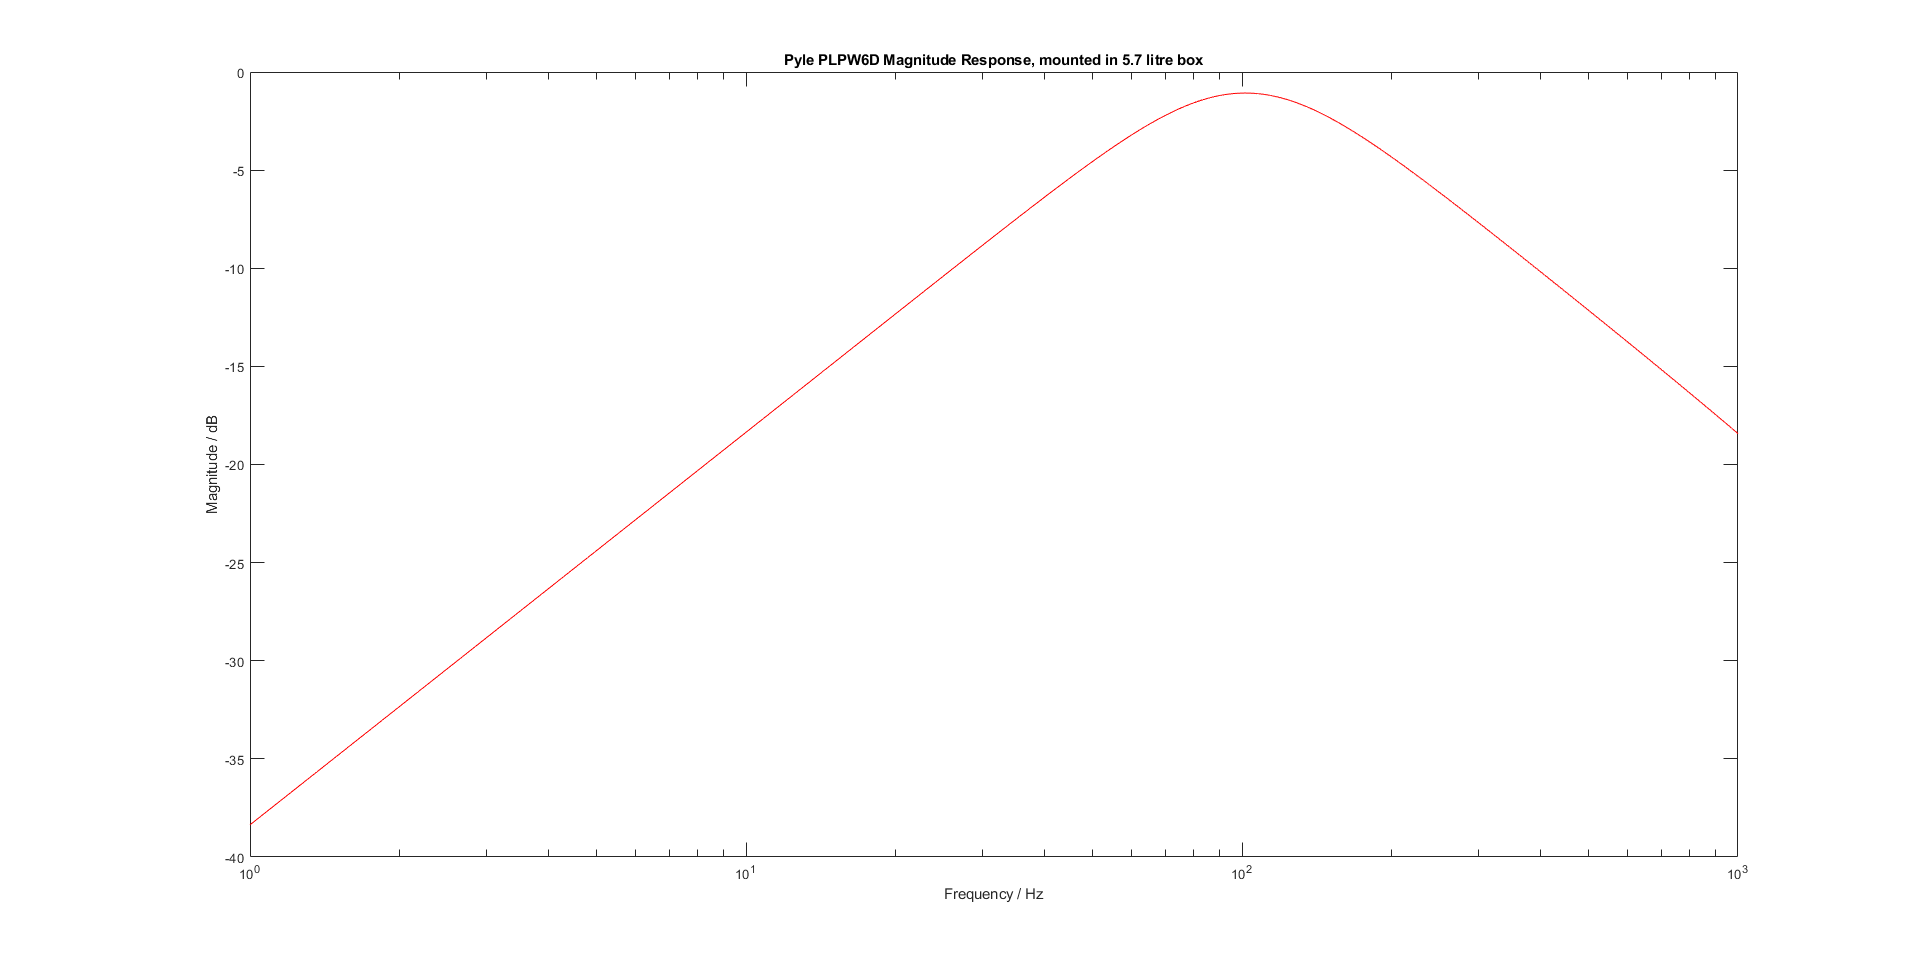 Pyle PLPW6D Magnitude Response, mounted in 5.7 litre box
0
-5
-10
-15
-20
-25
-30
-35
-40
Magnitude / dB
10^0 10^1 10^2 10^3
Frequency / Hz